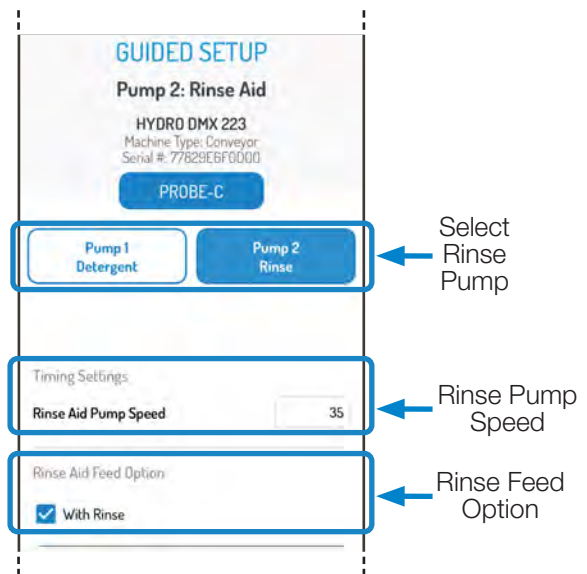 GUIDED SETUP
Pump 2: Rinse Aid
HYDRO DMX 223
Machine Type: Conveyor
Serial #: 77829E6F0D00
PROBE-C
Pump 1
Detergent
Pump 2
Rinse
Select
Rinse
Pump
Timing Settings
Rinse Aid Pump Speed 35
Rinse Pump
Speed
Rinse Aid Feed Option
With Rinse
Rinse Feed
Option